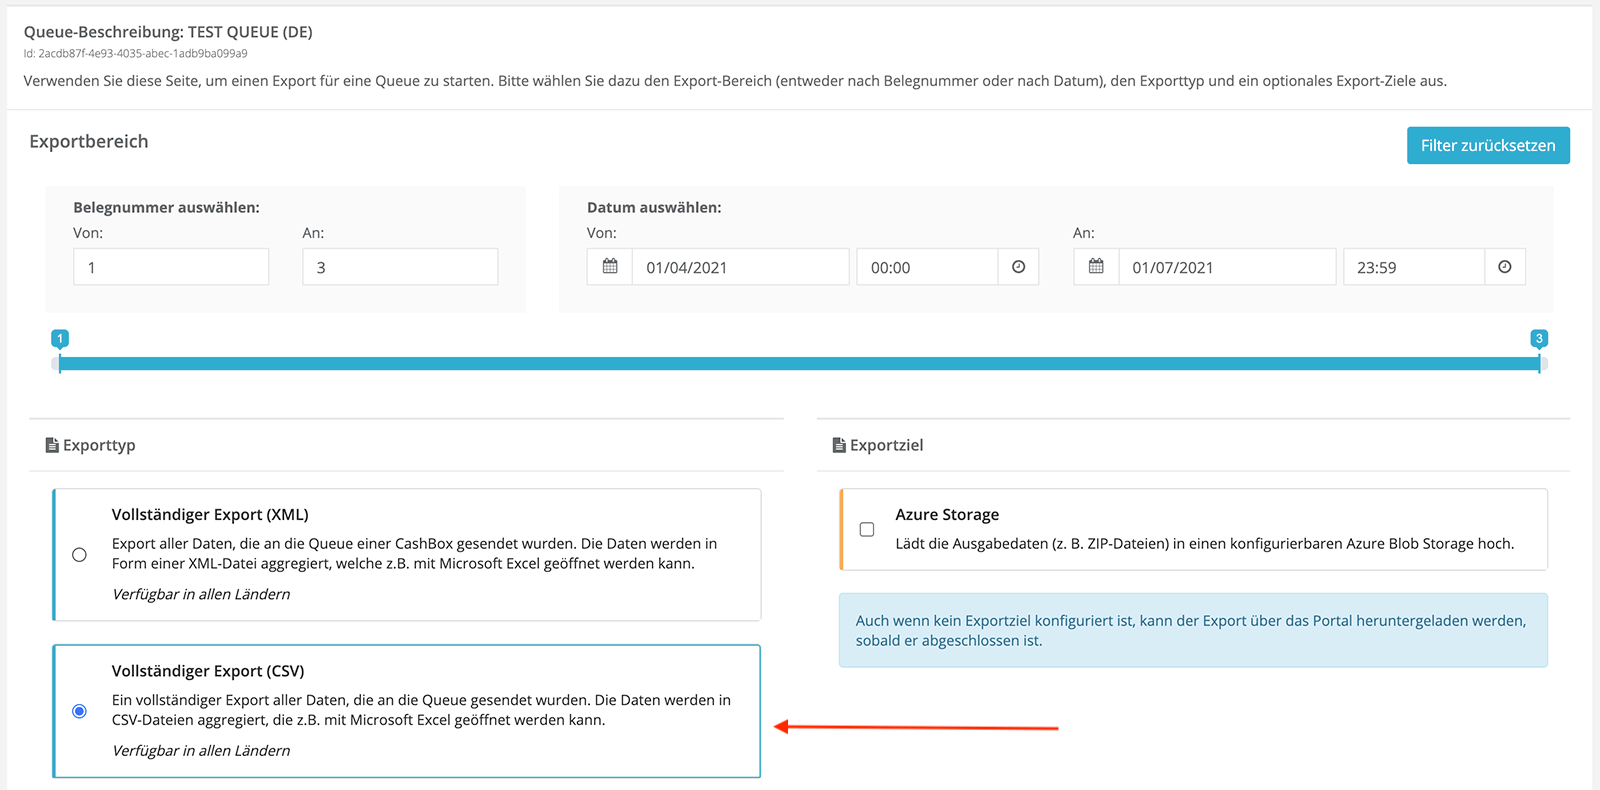 Queue-Beschreibung: TEST QUEUE (DE)
Id: 2acdb87f-4e93-4035-abec-1adb9ba099a9
Verwenden Sie diese Seite, um einen Export für eine Queue zu starten. Bitte wählen Sie dazu den Export-Bereich (entweder nach Belegnummer oder nach Datum), den Exporttyp und ein optionales Export-Ziele aus.
Exportbereich
Filter zurücksetzen
Belegnummer auswählen:
Von:
An:
1
3
Datum auswählen:
Von:
An:
01/04/2021
00:00
01/07/2021
23:59
1
3
Exporttyp
Vollständiger Export (XML)
Export aller Daten, die an die Queue einer CashBox gesendet wurden. Die Daten werden in
Form einer XML-Datei aggregiert, welche z.B. mit Microsoft Excel geöffnet werden kann.
Verfügbar in allen Ländern
Vollständiger Export (CSV)
Ein vollständiger Export aller Daten, die an die Queue gesendet wurden. Die Daten werden in
CSV-Dateien aggregiert, die z.B. mit Microsoft Excel geöffnet werden kann.
Verfügbar in allen Ländern
Exportziel
Azure Storage
Lädt die Ausgabedaten (z. B. ZIP-Dateien) in einen konfigurierbaren Azure Blob Storage hoch.
Auch wenn kein Exportziel konfiguriert ist, kann der Export über das Portal heruntergeladen werden,
sobald er abgeschlossen ist.